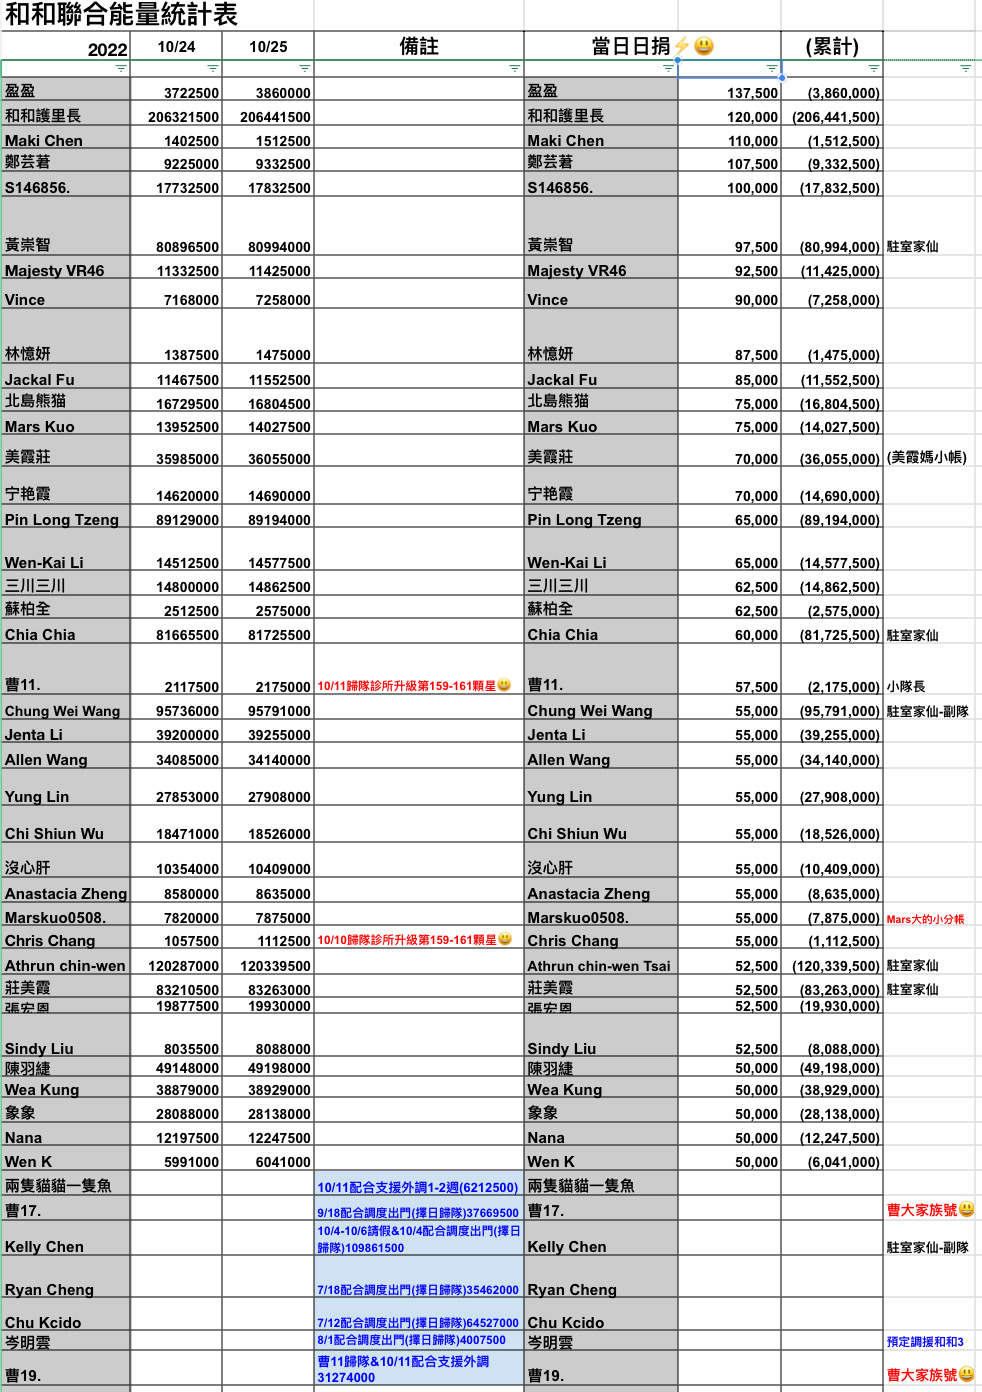 和和聯合能量統計表
2022 10/24 10/25 備註 當日日捐⚡😃 (累計)
盈盈 3722500 3860000 盈盈 137,500 (3,860,000)
和和護里長 206321500 206441500 和和護里長 120,000 (206,441,500)
Maki Chen 1402500 1512500 Maki Chen 110,000 (1,512,500)
鄭芸著 9225000 9332500 鄭芸著 107,500 (9,332,500)
S146856. 17732500 17832500 S146856. 100,000 (17,832,500)
黃崇智 80896500 80994000 黃崇智 97,500 (80,994,000) 駐室家仙
Majesty VR46 11332500 11425000 Majesty VR46 92,500 (11,425,000)
Vince 7168000 7258000 Vince 90,000 (7,258,000)
林憶妍 1387500 1475000 林憶妍 87,500 (1,475,000)
Jackal Fu 11467500 11552500 Jackal Fu 85,000 (11,552,500)
北島熊猫 16729500 16804500 北島熊猫 75,000 (16,804,500)
Mars Kuo 13952500 14027500 Mars Kuo 75,000 (14,027,500)
美霞莊 35985000 36055000 美霞莊 70,000 (36,055,000) (美霞媽小帳)
宁艳霞 14620000 14690000 宁艳霞 70,000 (14,690,000)
Pin Long Tzeng 89129000 89194000 Pin Long Tzeng 65,000 (89,194,000)
Wen-Kai Li 14512500 14577500 Wen-Kai Li 65,000 (14,577,500)
三川三川 14800000 14862500 三川三川 62,500 (14,862,500)
蘇柏全 2512500 2575000 蘇柏全 62,500 (2,575,000)
Chia Chia 81665500 81725500 Chia Chia 60,000 (81,725,500) 駐室家仙
曹11. 2117500 2175000 10/11歸隊診所升級第159-161顆星😃 曹11. 57,500 (2,175,000) 小隊長
Chung Wei Wang 95736000 95791000 Chung Wei Wang 55,000 (95,791,000) 駐室家仙-副隊
Jenta Li 39200000 39255000 Jenta Li 55,000 (39,255,000)
Allen Wang 34085000 34140000 Allen Wang 55,000 (34,140,000)
Yung Lin 27853000 27908000 Yung Lin 55,000 (27,908,000)
Chi Shiun Wu 18471000 18526000 Chi Shiun Wu 55,000 (18,526,000)
沒心肝 10354000 10409000 沒心肝 55,000 (10,409,000)
Anastacia Zheng 8580000 8635000 Anastacia Zheng 55,000 (8,635,000)
Marskuo0508. 7820000 7875000 Marskuo0508. 55,000 (7,875,000) Mars大的小分帳
Chris Chang 1057500 1112500 10/10歸隊診所升級第159-161顆星😃 Chris Chang 55,000 (1,112,500)
Athrun chin-wen 120287000 120339500 Athrun chin-wen Tsai 52,500 (120,339,500) 駐室家仙
莊美霞 83210500 83263000 莊美霞 52,500 (83,263,000) 駐室家仙
張宏恩 19877500 19930000 張宏恩 52,500 (19,930,000)
Sindy Liu 8035500 8088000 Sindy Liu 52,500 (8,088,000)
陳羽緁 49148000 49198000 陳羽緁 50,000 (49,198,000)
Wea Kung 38879000 38929000 Wea Kung 50,000 (38,929,000)
象象 28088000 28138000 象象 50,000 (28,138,000)
Nana 12197500 12247500 Nana 50,000 (12,247,500)
Wen K 5991000 6041000 Wen K 50,000 (6,041,000)
兩隻貓貓一隻魚 10/11配合支援外調1-2週(6212500) 兩隻貓貓一隻魚
曹17. 9/18配合調度出門(擇日歸隊)37669500 曹17. 曹大家族號😃
10/4-10/6請假&10/4配合調度出門(擇日
Kelly Chen 歸隊)109861500 Kelly Chen 駐室家仙-副隊
Ryan Cheng 7/18配合調度出門(擇日歸隊)35462000 Ryan Cheng
Chu Kcido 7/12配合調度出門(擇日歸隊)64527000 Chu Kcido
岑明雲 8/1配合調度出門(擇日歸隊)4007500 岑明雲 預定調援和和3
曹11歸隊&10/11配合支援外調
曹19. 31274000 曹19. 曹大家族號😃